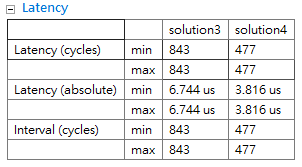 Latency
solution3 solution4
Latency (cycles) min 843 477
max 843 477
Latency (absolute) min 6.744 us 3.816 us
max 6.744 us 3.816 us
Interval (cycles) min 843 477
max 843 477